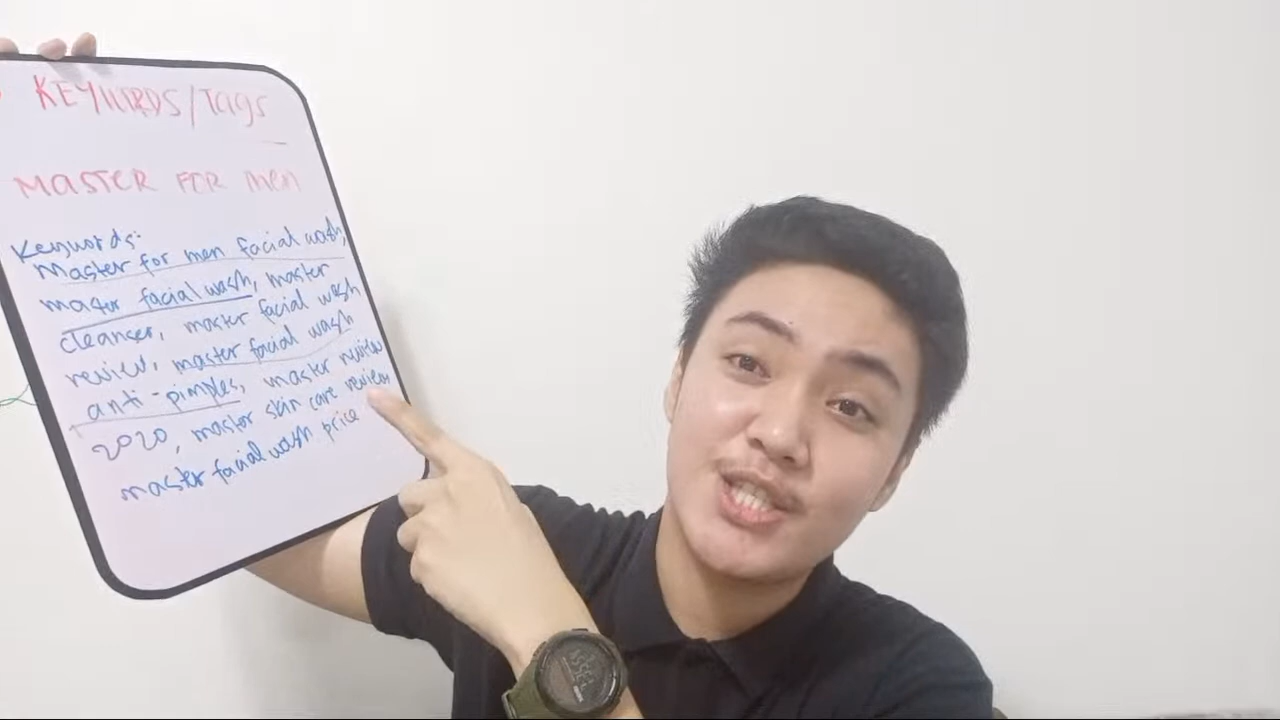 KEYWORDS/Tags
MASTER FOR men
Keywords:
Master for men facial wash,
master facial wash, master
cleanser, master facial wash
review, master facial wash
anti-pimples, master review
2020, master skin care review
master facial wash price